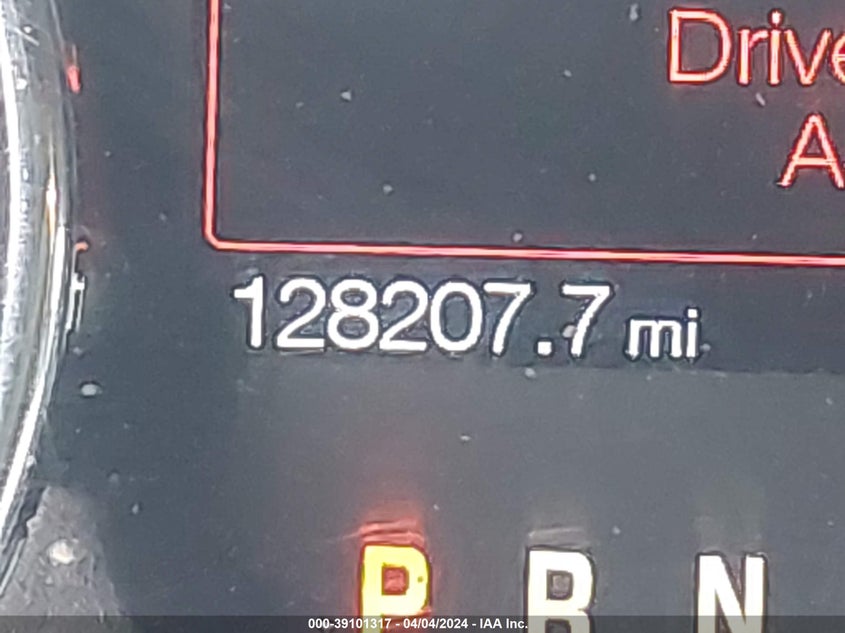 Drive
A
128207.7 mi
P R N
000-39101317 - 04/04/2024 - IAA Inc.